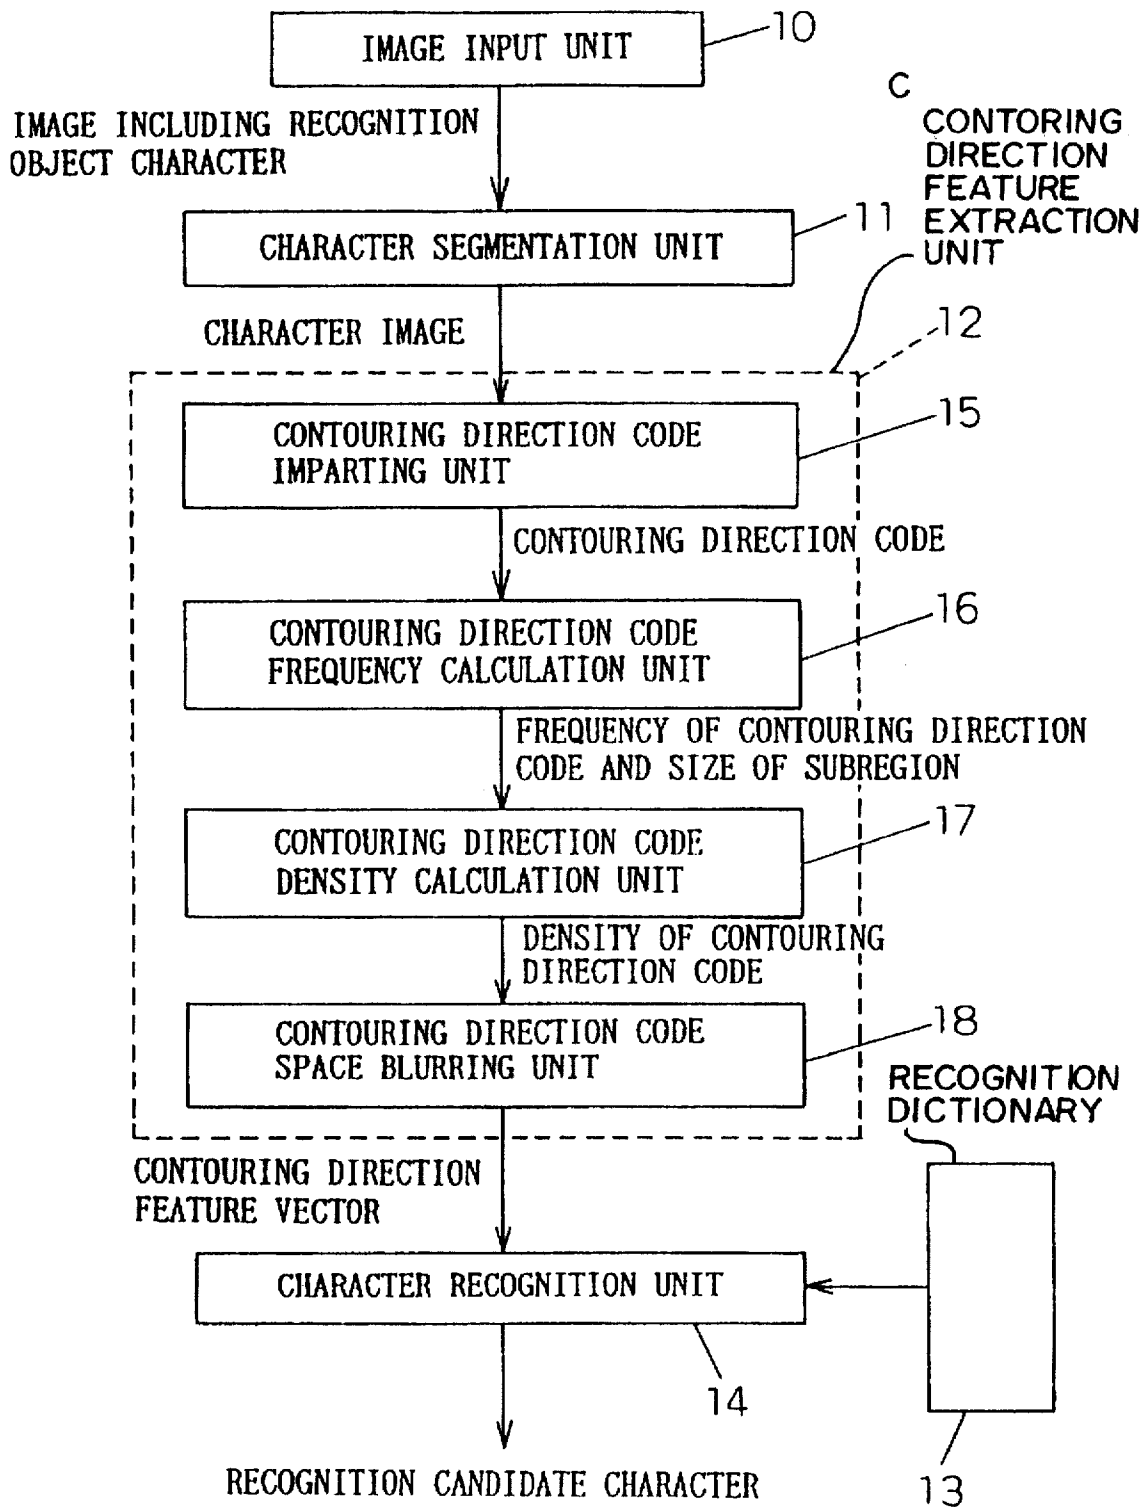 IMAGE INPUT UNIT
10
IMAGE INCLUDING RECOGNITION
OBJECT CHARACTER
C
CONTORING
DIRECTION
FEATURE
EXTRACTION
UNIT
CHARACTER SEGMENTATION UNIT
11
CHARACTER IMAGE
12
CONTOURING DIRECTION CODE
IMPARTING UNIT
15
CONTOURING DIRECTION CODE
CONTOURING DIRECTION CODE
FREQUENCY CALCULATION UNIT
16
FREQUENCY OF CONTOURING DIRECTION
CODE AND SIZE OF SUBREGION
CONTOURING DIRECTION CODE
DENSITY CALCULATION UNIT
17
DENSITY OF CONTOURING
DIRECTION CODE
CONTOURING DIRECTION CODE
SPACE BLURRING UNIT
18
RECOGNITION
DICTIONARY
CONTOURING DIRECTION
FEATURE VECTOR
CHARACTER RECOGNITION UNIT
14
13
RECOGNITION CANDIDATE CHARACTER